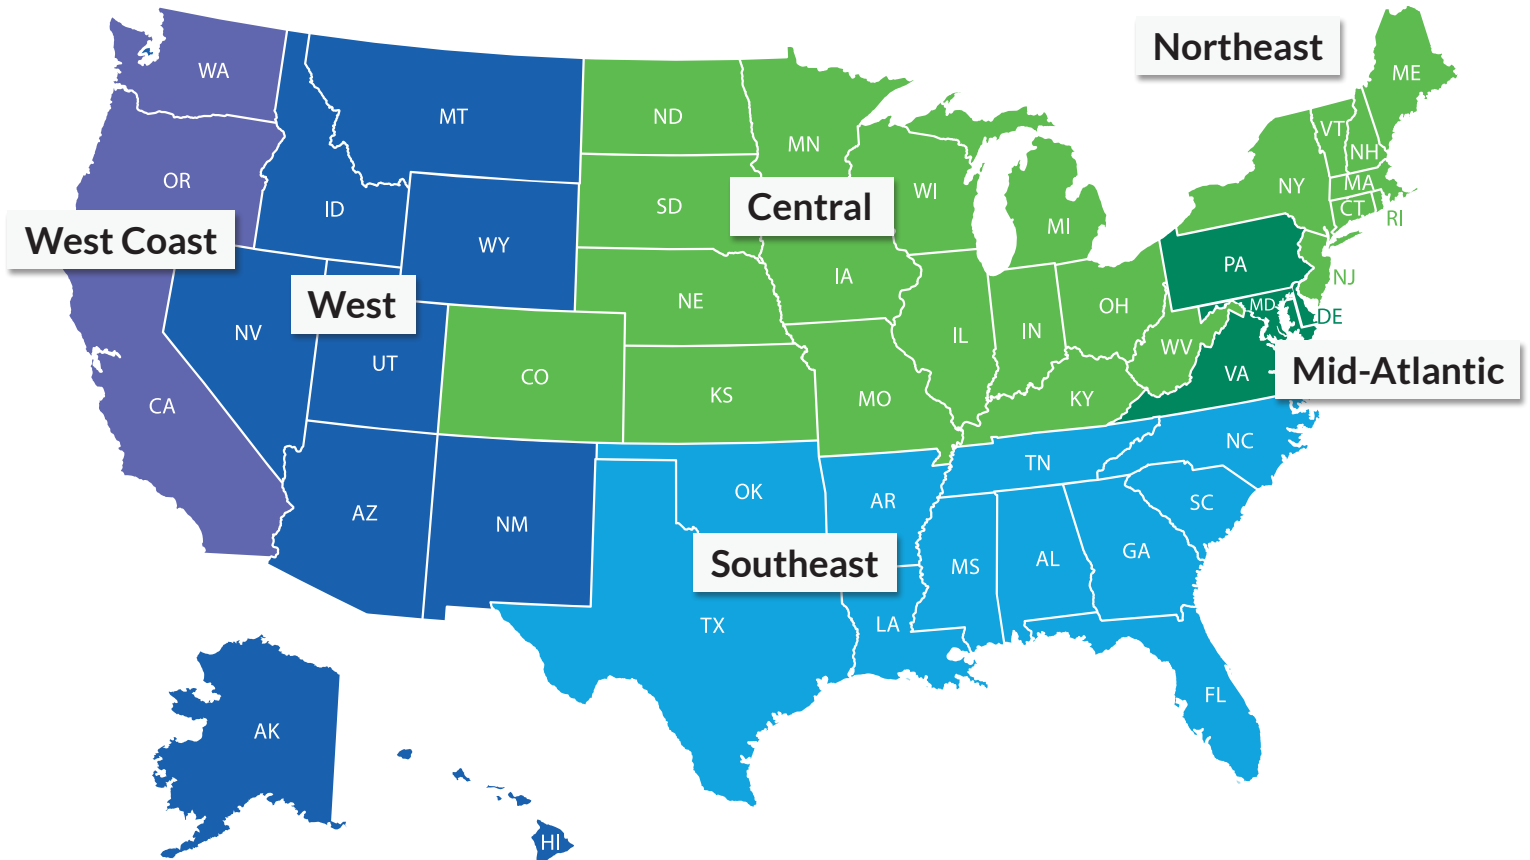 Northeast
ME
WA
MT
ND
MN
VT
NH
OR
ID
SD
Central
WI
MI
NY
MA
CT
RI
West Coast
WY
PA
NJ
West
NE
IA
OH
MD
DE
NV
UT
IL
IN
WV
CO
KS
MO
KY
VA
Mid-Atlantic
CA
NC
TN
AZ
NM
OK
AR
SC
Southeast
MS
AL
GA
TX
LA
FL
AK
HI